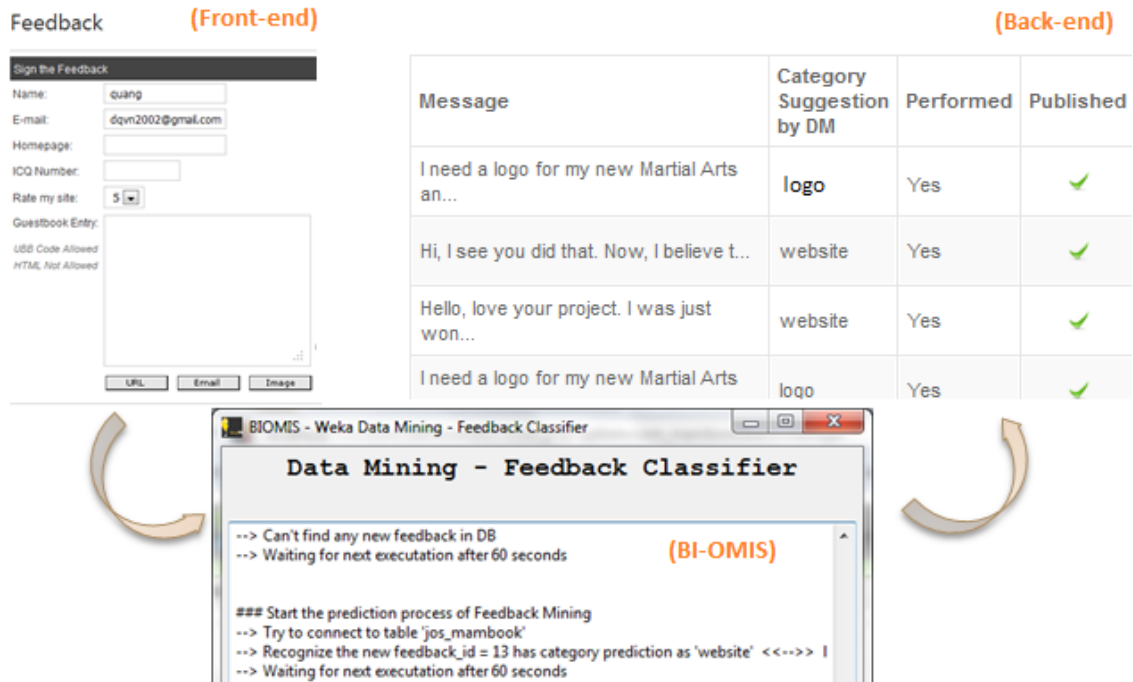 Feedback
(Front-end)
Sign the Feedback
Name:
quang
E-mail:
dqvn2002@gmail.com
Homepage:
ICQ Number:
Rate my site:
5
Guestbook Entry:
UBB Code Allowed
HTML Not Allowed
URL
Email
Image
(Back-end)
Message
Category
Suggestion
by DM
Performed
Published
I need a logo for my new Martial Arts
an...
logo
Yes
Hi, I see you did that. Now, I believe t...
website
Yes
Hello, love your project. I was just
won...
website
Yes
I need a logo for my new Martial Arts
logo
Yes
BIOMIS - Weka Data Mining - Feedback Classifier
Data Mining - Feedback Classifier
(BI-OMIS)
--> Can't find any new feedback in DB
--> Waiting for next executation after 60 seconds
### Start the prediction process of Feedback Mining
--> Try to connect to table 'jos_mambook'
--> Recognize the new feedback_id = 13 has category prediction as 'website' <<-->> I
--> Waiting for next executation after 60 seconds